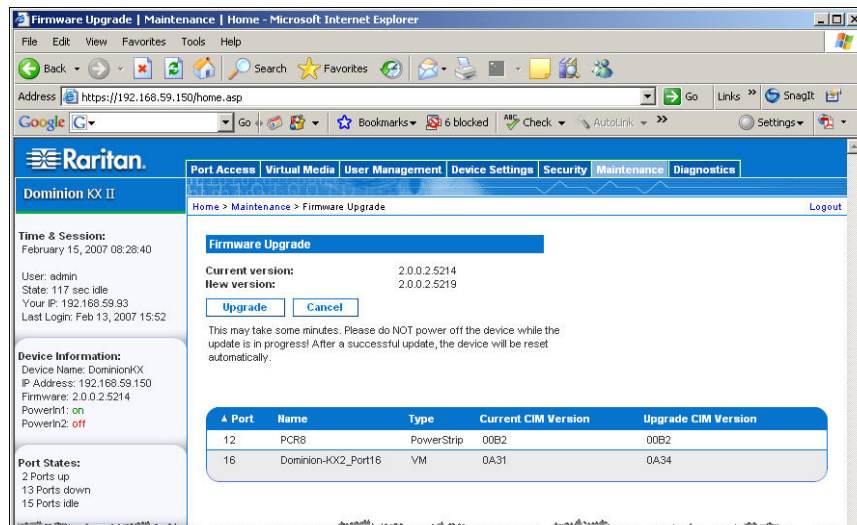 Firmware Upgrade | Maintenance | Home - Microsoft Internet Explorer
File Edit View Favorites Tools Help
Back Search Favorites
Address https://192.168.59.150/home.asp Go Links » SnagIt
Google G Go Bookmarks 6 blocked ABC Check AutoLink » Settings
Raritan.
Port Access Virtual Media User Management Device Settings Security Maintenance Diagnostics
Dominion KX II
Home > Maintenance > Firmware Upgrade Logout
Time & Session:
February 15, 2007 08:28:40
User: admin
State: 117 sec idle
Your IP: 192.168.59.93
Last Login: Feb 13, 2007 15:52
Device Information:
Device Name: DominionKX
IP Address: 192.168.59.150
Firmware: 2.0.0.2.5214
PowerIn1: on
PowerIn2: off
Port States:
2 Ports up
13 Ports down
15 Ports idle
Firmware Upgrade
Current version: 2.0.0.2.5214
New version: 2.0.0.2.5219
Upgrade Cancel
This may take some minutes. Please do NOT power off the device while the
update is in progress! After a successful update, the device will be reset
automatically.
▲ Port Name Type Current CIM Version Upgrade CIM Version
12 PCR8 PowerStrip 00B2 00B2
16 Dominion-KX2_Port16 VM 0A31 0A34